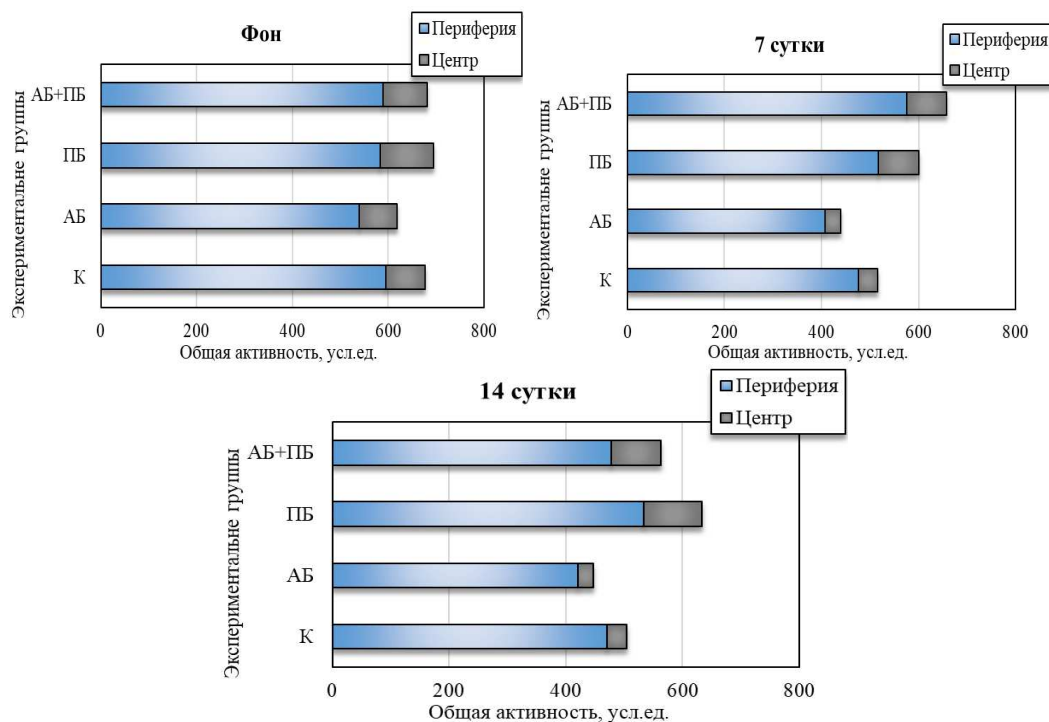 Фон
Периферия
Центр
Экспериментальне группы
АБ+ПБ
ПБ
АБ
К
0 200 400 600 800
Общая активность, усл.ед.
7 сутки
Периферия
Центр
Экспериментальне группы
АБ+ПБ
ПБ
АБ
К
0 200 400 600 800
Общая активность, усл.ед.
14 сутки
Периферия
Центр
Экспериментальне группы
АБ+ПБ
ПБ
АБ
К
0 200 400 600 800
Общая активность, усл.ед.